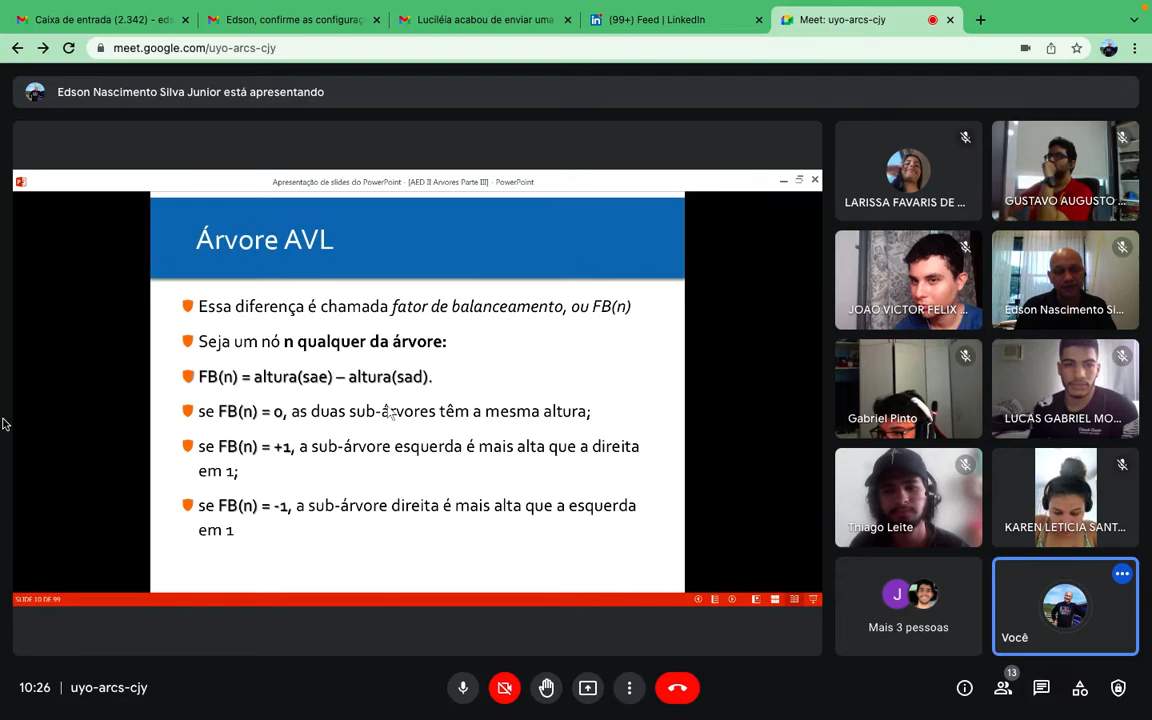 Caixa de entrada (2.342) - eds
Edson, confirme as configuraç
Luciléia acabou de enviar uma
(99+) Feed | LinkedIn
Meet: uyo-arcs-cjy
meet.google.com/uyo-arcs-cjy
Edson Nascimento Silva Junior está apresentando
Apresentação de slides do PowerPoint - [AED II Arvores Parte III] - PowerPoint
Árvore AVL
Essa diferença é chamada fator de balanceamento, ou FB(n)
Seja um nó n qualquer da árvore:
FB(n) = altura(sae) – altura(sad).
se FB(n) = 0, as duas sub-árvores têm a mesma altura;
se FB(n) = +1, a sub-árvore esquerda é mais alta que a direita
em 1;
se FB(n) = -1, a sub-árvore direita é mais alta que a esquerda
em 1
SLIDE 10 DE 99
LARISSA FAVARIS DE ...
GUSTAVO AUGUSTO ...
JOAO VICTOR FELIX ...
Edson Nascimento Si...
Gabriel Pinto
LUCAS GABRIEL MO...
Thiago Leite
KAREN LETICIA SANT...
J
Mais 3 pessoas
Você
10:26 | uyo-arcs-cjy
13